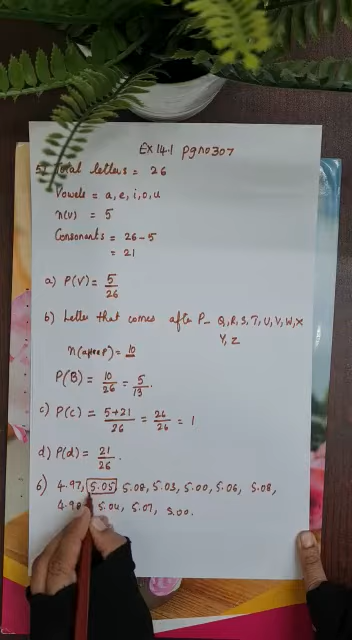 EX 14.1 pg no 307
5) Total letters = 26
Vowels = a, e, i, o, u
n(v) = 5
Consonants = 26 - 5
= 21
a) P(V) = 5/26
b) Letter that comes after P - Q, R, S, T, U, V, W, X
Y, Z
n(after P) = 10
P(B) = 10/26 = 5/13.
c) P(c) = 5+21/26 = 26/26 = 1
d) P(d) = 21/26.
6) 4.97, 5.05 5.08, 5.03, 5.00, 5.06, 5.08,
4.98 5.04, 5.07, 5.00.